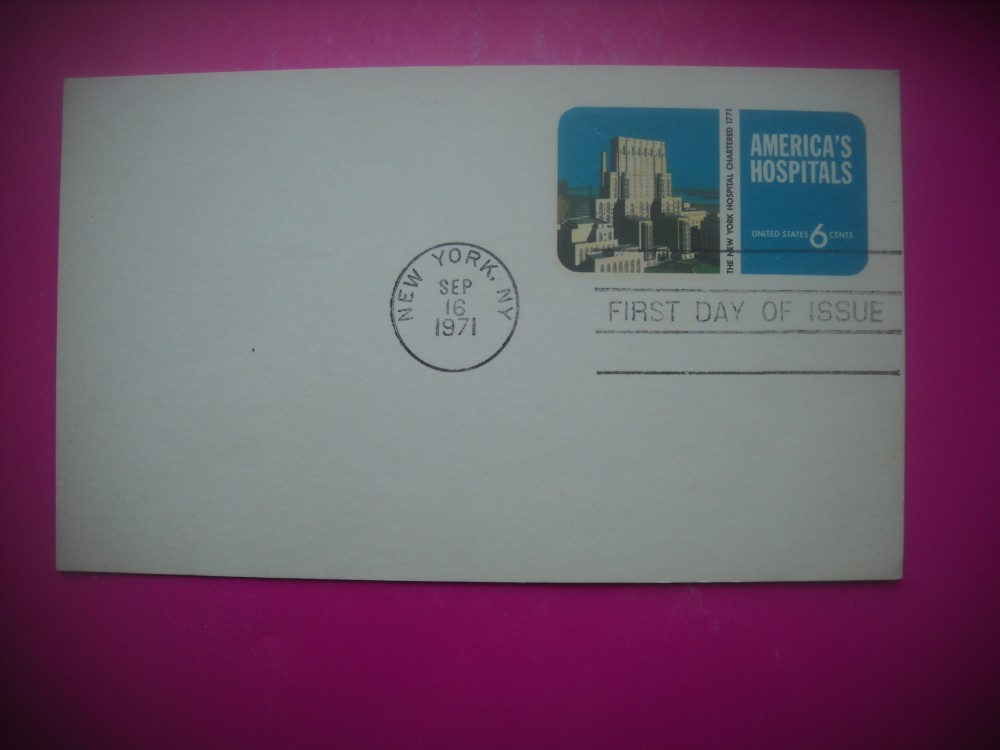 THE NEW YORK HOSPITAL CHARTERED 1771
AMERICA'S
HOSPITALS
UNITED STATES 6 CENTS
NEW YORK, NY
SEP
16
1971
FIRST DAY OF ISSUE